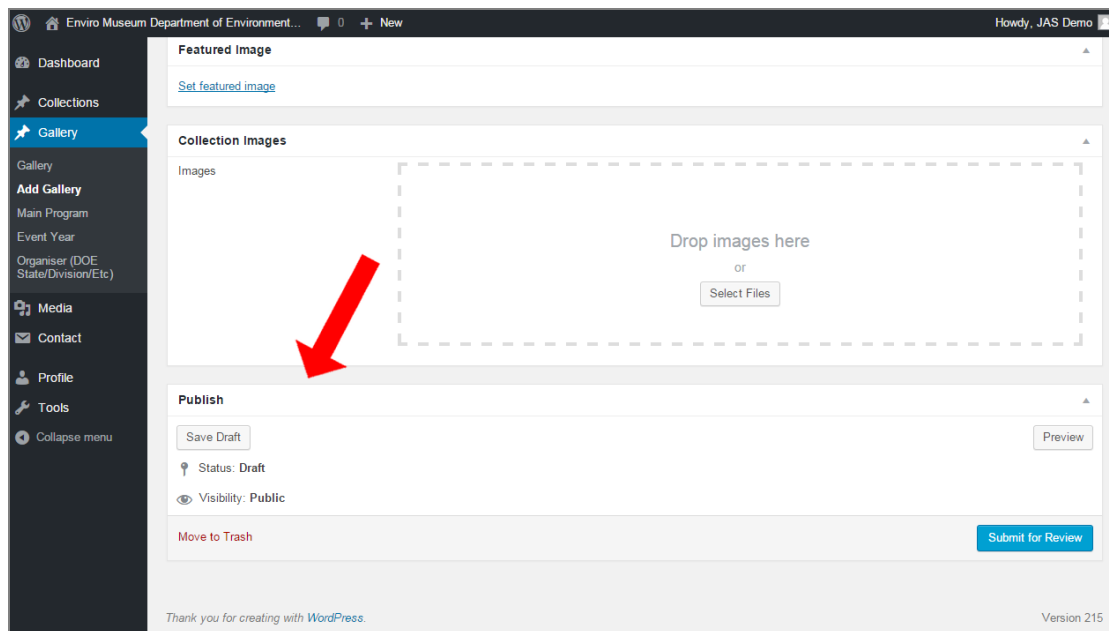 Enviro Museum Department of Environment... 0 New Howdy, JAS Demo
Dashboard
Collections
Gallery
Gallery
Add Gallery
Main Program
Event Year
Organiser (DOE
State/Division/Etc)
Media
Contact
Profile
Tools
Collapse menu
Featured Image
Set featured image
Collection Images
Images
Drop images here
or
Select Files
Publish
Save Draft Preview
Status: Draft
Visibility: Public
Move to Trash Submit for Review
Thank you for creating with WordPress. Version 215